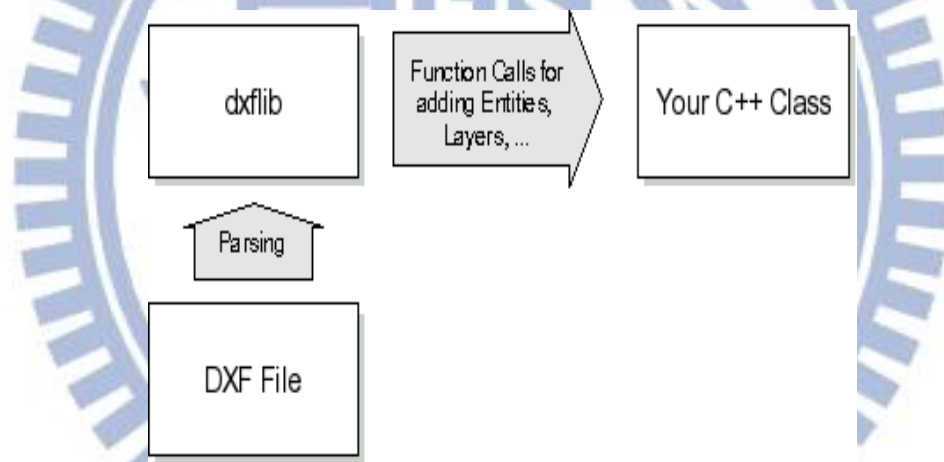 dxflib
Function Calls for
adding Entities,
Layers, ...
Your C++ Class
Parsing
DXF File